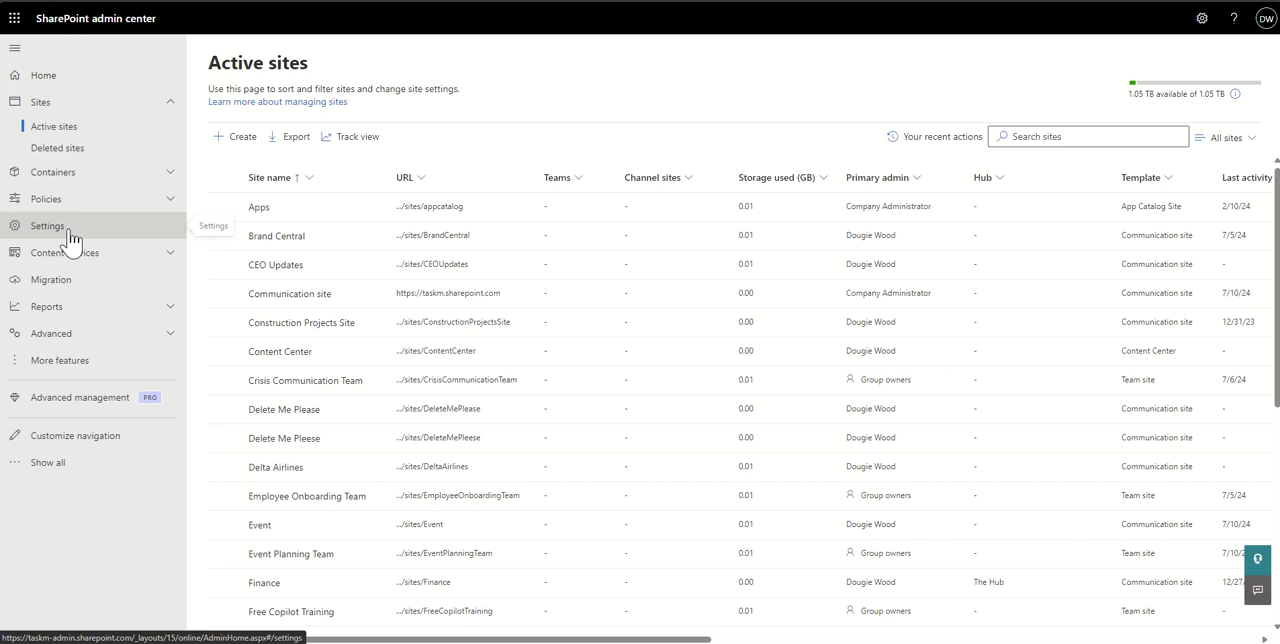 SharePoint admin center
DW
Home
Sites
Active sites
Deleted sites
Containers
Policies
Settings
Settings
Migration
Reports
Advanced
More features
Advanced management PRO
Customize navigation
Show all
Active sites
Use this page to sort and filter sites and change site settings.
Learn more about managing sites
1.05 TB available of 1.05 TB
Create Export Track view Your recent actions Search sites All sites
Site name ↑ URL Teams Channel sites Storage used (GB) Primary admin Hub Template Last activity
Apps .../sites/appcatalog - - 0.01 Company Administrator - App Catalog Site 2/10/24
Brand Central .../sites/BrandCentral - - 0.01 Dougie Wood - Communication site 7/5/24
CEO Updates .../sites/CEOUpdates - - 0.01 Dougie Wood - Communication site -
Communication site https://taskm.sharepoint.com - - 0.00 Company Administrator - Communication site 7/10/24
Construction Projects Site .../sites/ConstructionProjectsSite - - 0.00 Dougie Wood - Communication site 12/31/23
Content Center .../sites/ContentCenter - - 0.00 Dougie Wood - Content Center -
Crisis Communication Team .../sites/CrisisCommunicationTeam - - 0.01 Group owners - Team site 7/6/24
Delete Me Please .../sites/DeleteMePlease - - 0.00 Dougie Wood - Communication site -
Delete Me Pleese .../sites/DeleteMePleese - - 0.00 Dougie Wood - Communication site -
Delta Airlines .../sites/DeltaAirlines - - 0.01 Dougie Wood - Communication site -
Employee Onboarding Team .../sites/EmployeeOnboardingTeam - - 0.01 Group owners - Team site 7/5/24
Event .../sites/Event - - 0.01 Dougie Wood - Communication site 7/10/24
Event Planning Team .../sites/EventPlanningTeam - - 0.01 Group owners - Team site
Finance .../sites/Finance - - 0.00 Dougie Wood The Hub Communication site
Free Copilot Training .../sites/FreeCopilotTraining - - 0.01 Group owners - Team site -
https://taskm-admin.sharepoint.com/_layouts/15/online/AdminHome.aspx#/settings